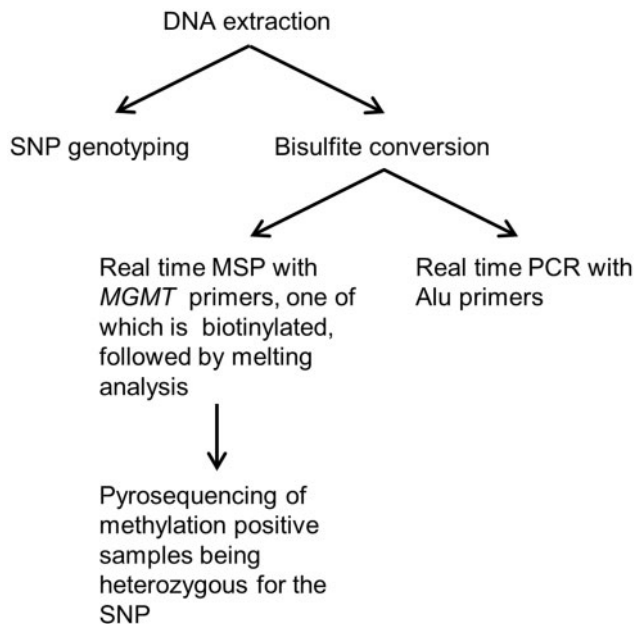 DNA extraction
SNP genotyping
Bisulfite conversion
Real time MSP with
MGMT primers, one of
which is biotinylated,
followed by melting
analysis
Real time PCR with
Alu primers
Pyrosequencing of
methylation positive
samples being
heterozygous for the
SNP